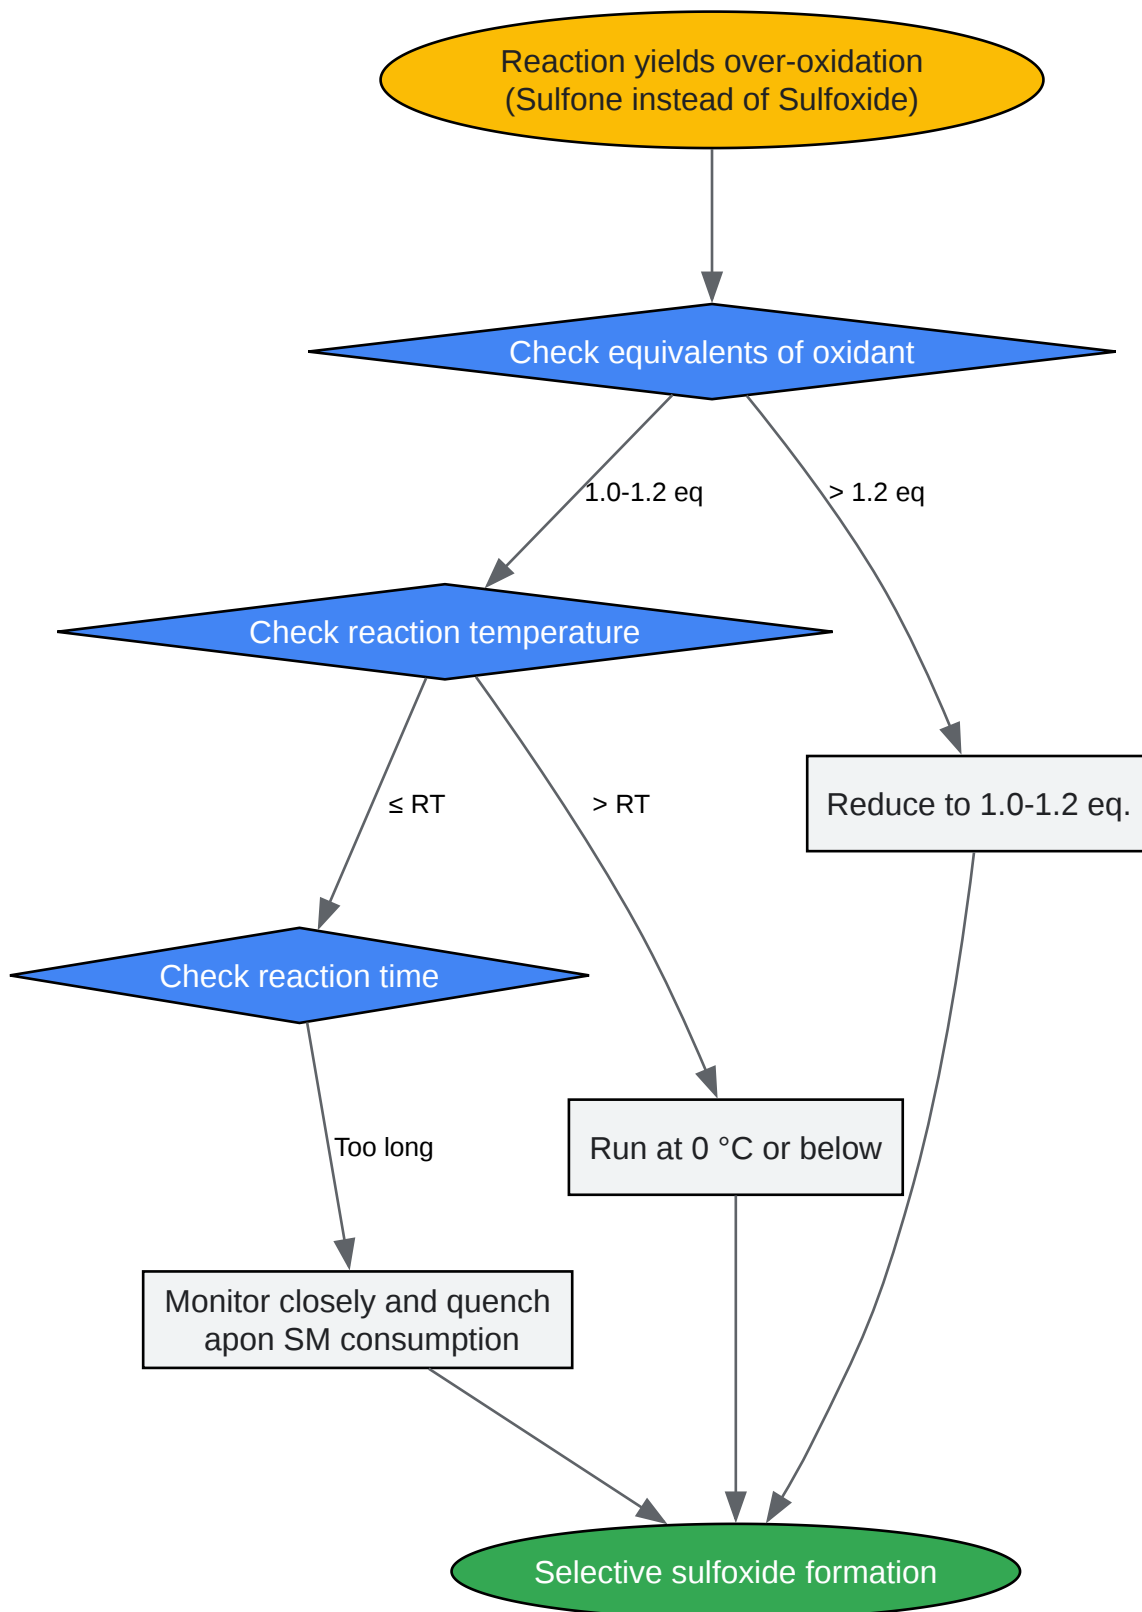 Reaction yields over-oxidation
(Sulfone instead of Sulfoxide)
Check equivalents of oxidant
1.0-1.2 eq
> 1.2 eq
Check reaction temperature
≤ RT
> RT
Reduce to 1.0-1.2 eq.
Check reaction time
Too long
Run at 0 °C or below
Monitor closely and quench
apon SM consumption
Selective sulfoxide formation